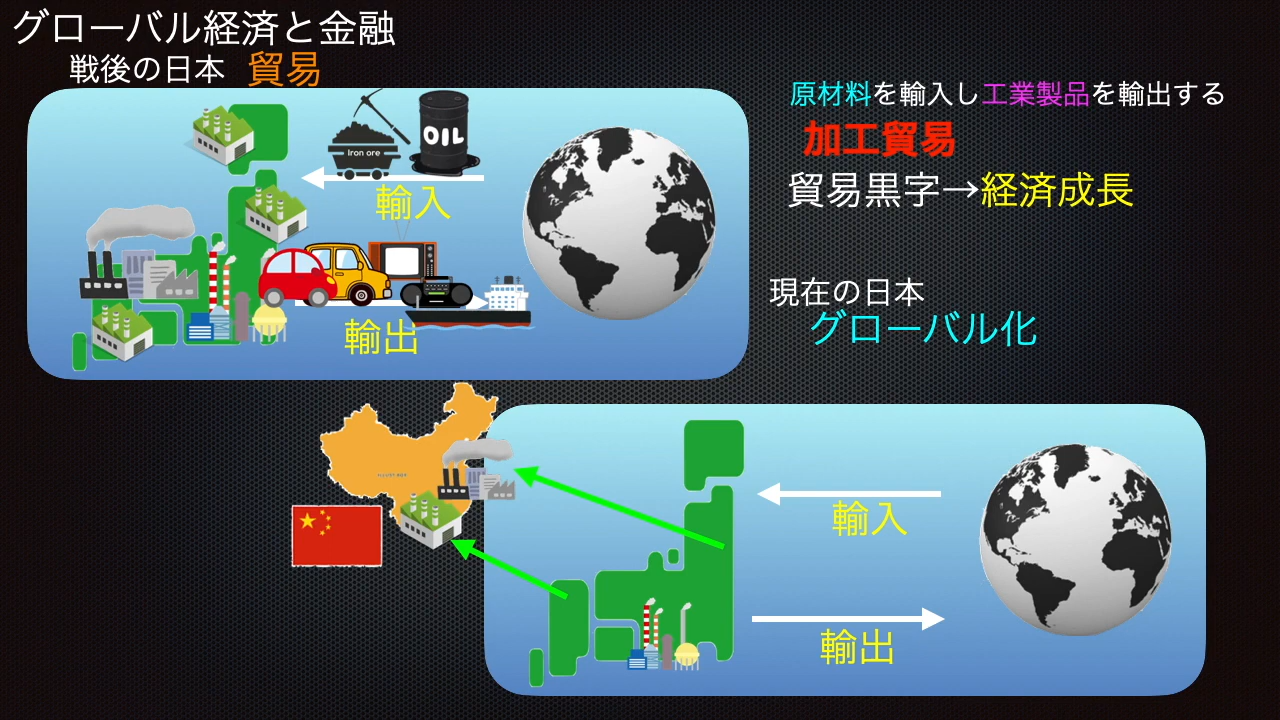 グローバル経済と金融
戦後の日本 貿易
原材料を輸入し工業製品を輸出する
加工貿易
貿易黒字→経済成長
OIL
Iron ore
輸入
輸出
現在の日本
グローバル化
輸入
輸出